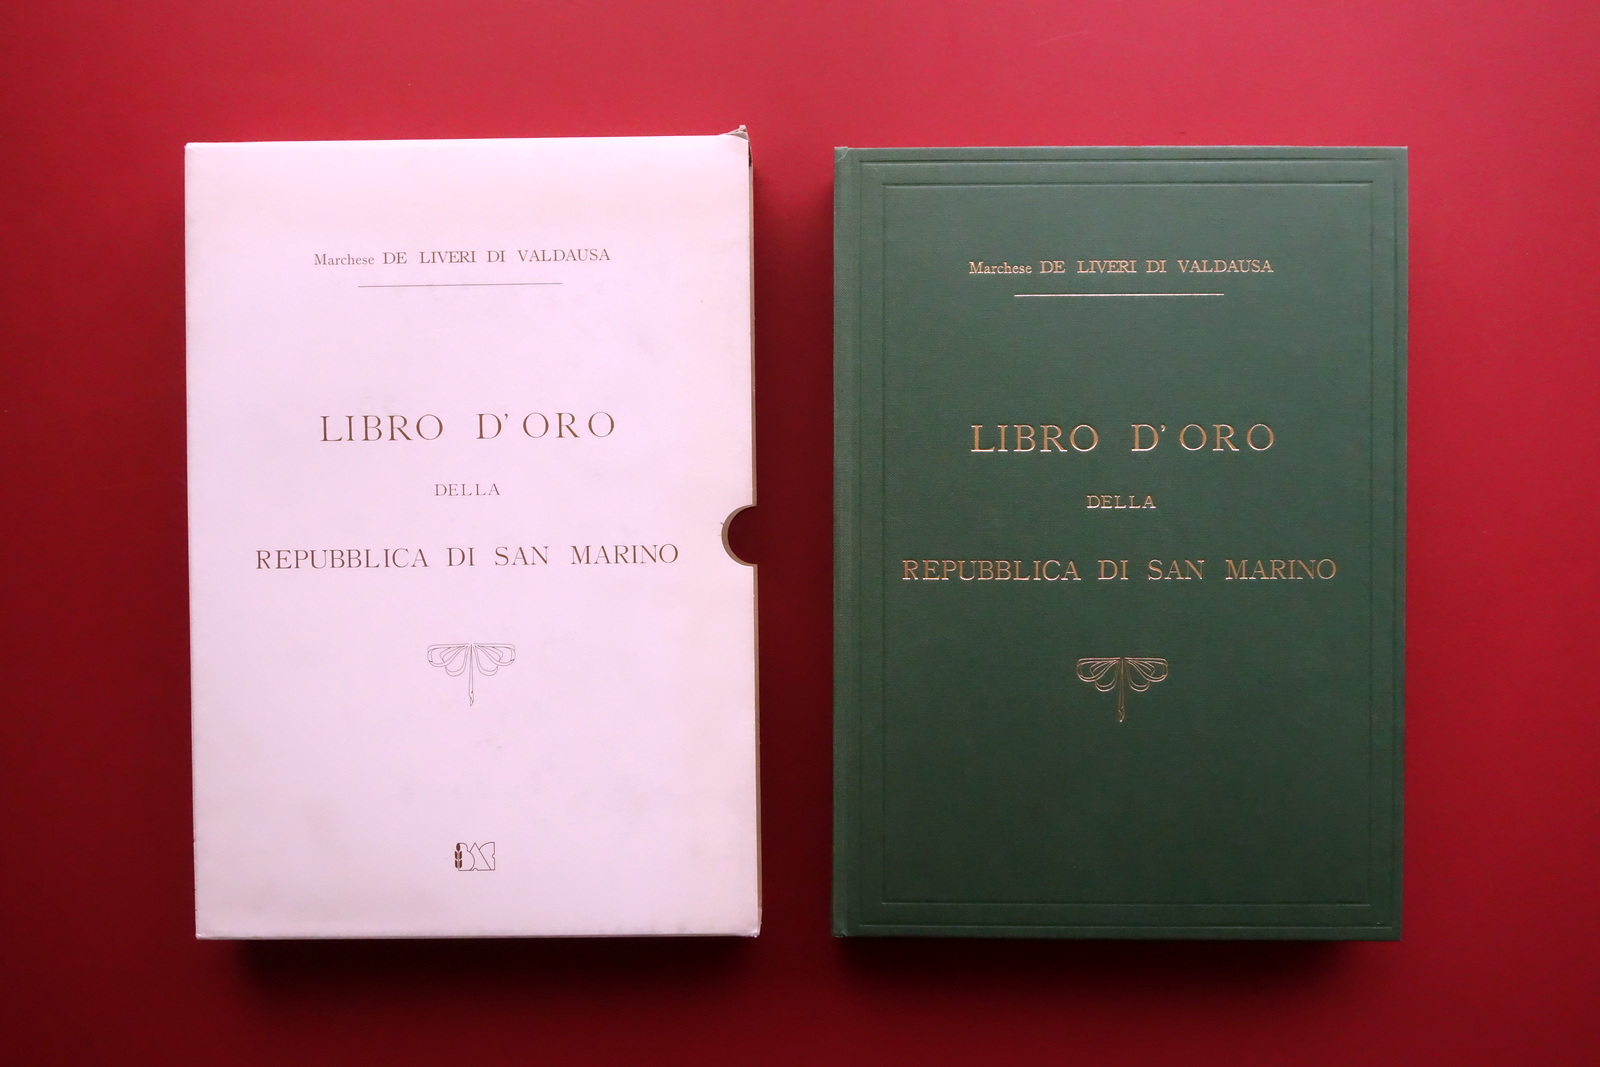 Marchese DE LIVERI DI VALDAUSA
LIBRO D'ORO
DELLA
REPUBBLICA DI SAN MARINO
Marchese DE LIVERI DI VALDAUSA
LIBRO D'ORO
DELLA
REPUBBLICA DI SAN MARINO